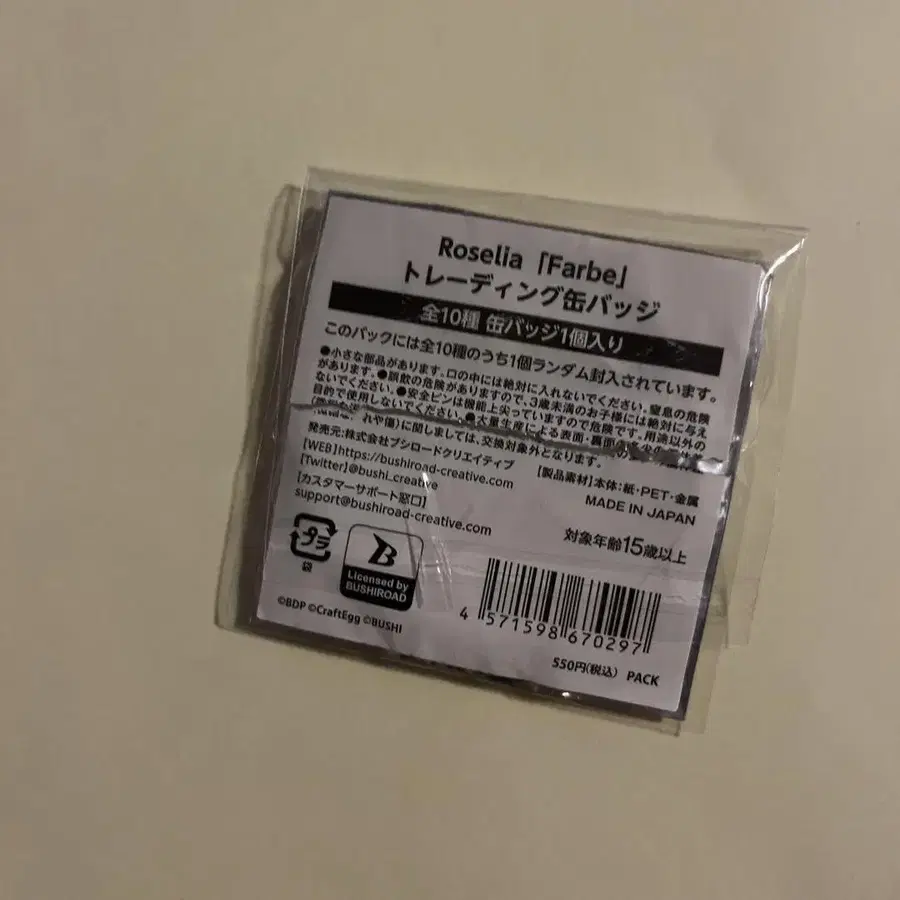 Roselia「Farbe」
トレーディング缶バッジ
全10種 缶バッジ1個入り
このパックには全10種のうち1個ランダム封入されています。
●小さな部品があります。口の中には絶対に入れないでください。窒息の危険
があります。●誤飲の危険がありますので、3歳未満のお子様には絶対に与え
ないでください。●安全ピンは機能上尖っていますので危険です。用途以外の
目的で使用しないでください。●大量生産による表面・裏面の
れや傷)に関しましては、交換対象外となります。
発売元:株式会社ブシロードクリエイティブ
[WEB]https://bushiroad-creative.com
[Twitter]@bushi_creative
[カスタマーサポート窓口]
support@bushiroad-creative.com
[製品素材]本体:紙・PET・金属
MADE IN JAPAN
対象年齢15歳以上
プラ
袋
B
Licensed by
BUSHIROAD
©BDP ©CraftEgg ©BUSHI
4 571598 670297
550円(税込) PACK